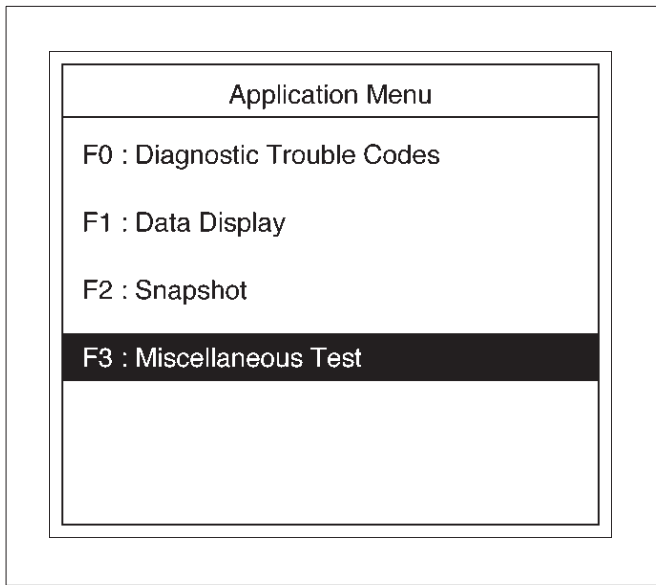 Application Menu
F0 : Diagnostic Trouble Codes
F1 : Data Display
F2 : Snapshot
F3 : Miscellaneous Test